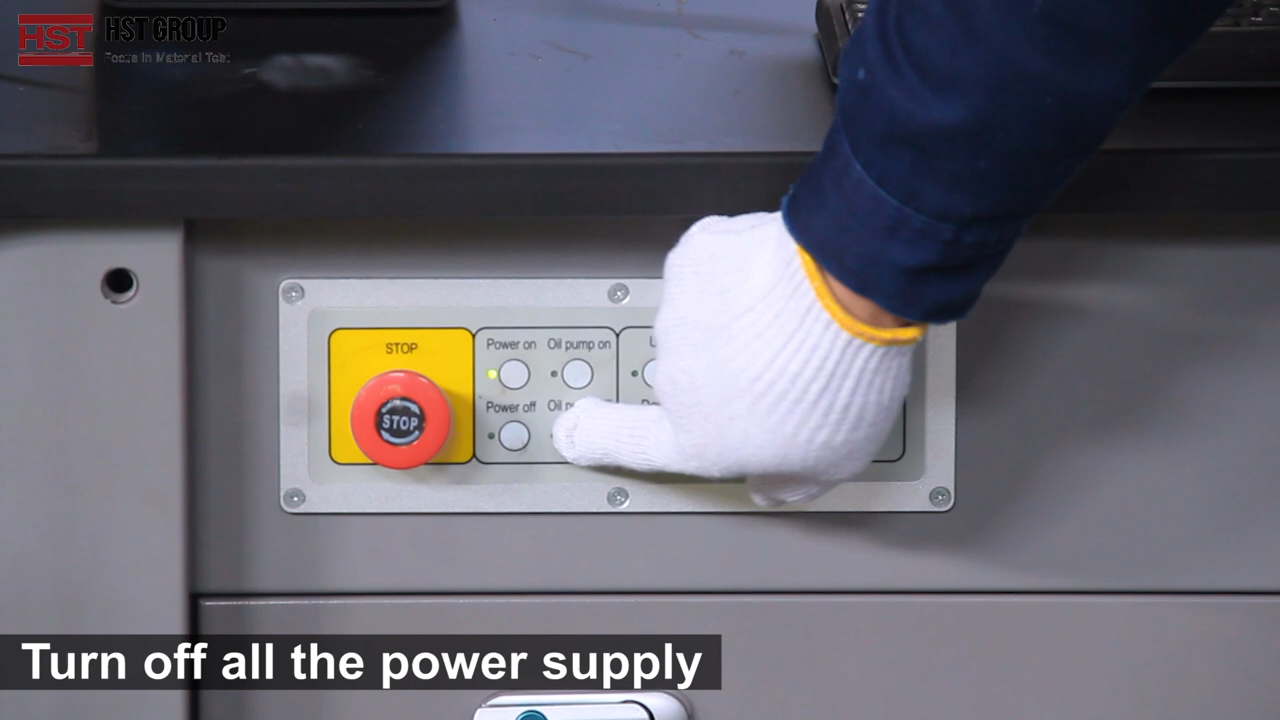 HST
HST GROUP
Focus in Material Test
STOP
Power on
Oil pump on
Power off
Oil
STOP
Turn off all the power supply